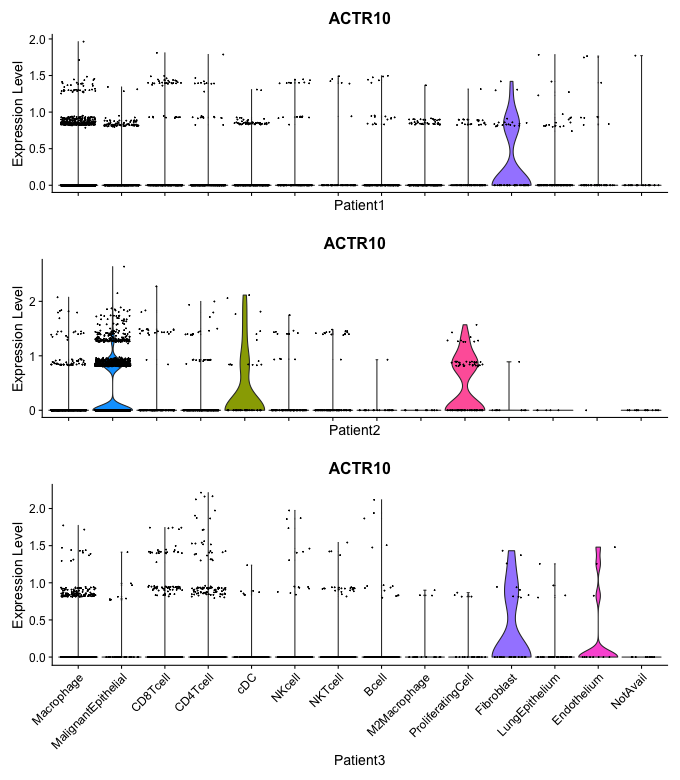 ACTR10
Expression Level
2.0
1.5
1.0
0.5
0.0
Patient1
ACTR10
Expression Level
2
1
0
Patient2
ACTR10
Expression Level
2.0
1.5
1.0
0.5
0.0
Macrophage
MalignantEpithelial
CD8Tcell
CD4Tcell
cDC
NKcell
NKTcell
Bcell
M2Macrophage
ProliferatingCell
Fibroblast
LungEpithelium
Endothelium
NotAvail
Patient3